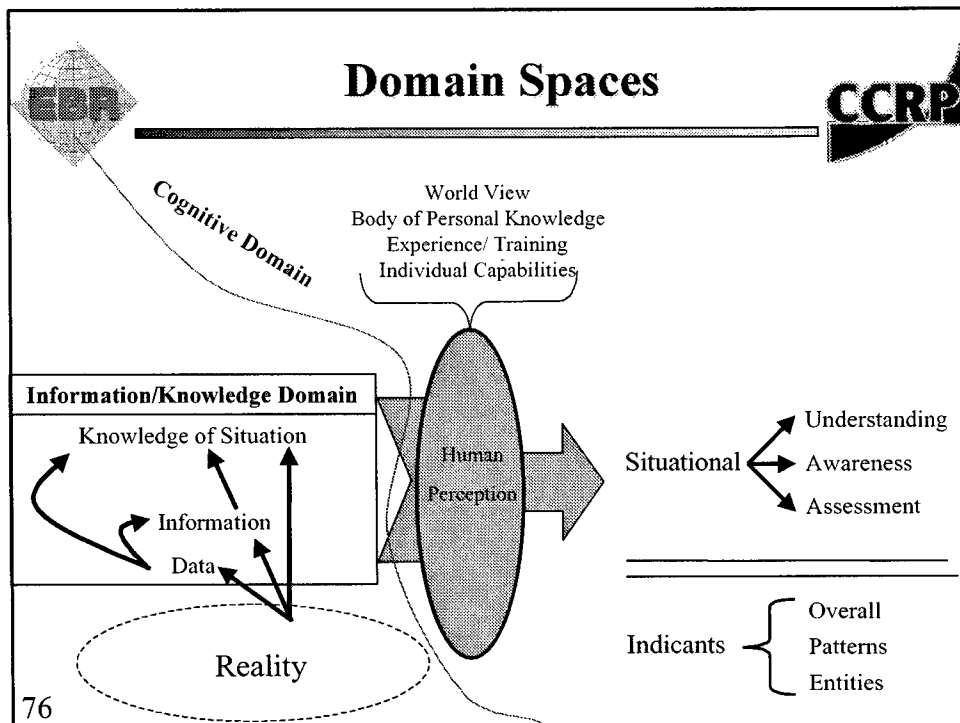 EBR
Domain Spaces
CCRP
Cognitive Domain
World View
Body of Personal Knowledge
Experience/ Training
Individual Capabilities
Information/Knowledge Domain
Knowledge of Situation
Information
Data
Reality
Human
Perception
Situational
Understanding
Awareness
Assessment
Indicants
Overall
Patterns
Entities
76